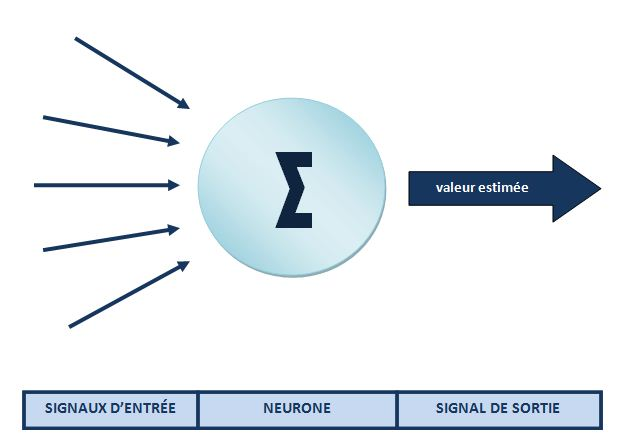 Σ
valeur estimée
SIGNAUX D’ENTRÉE
NEURONE
SIGNAL DE SORTIE